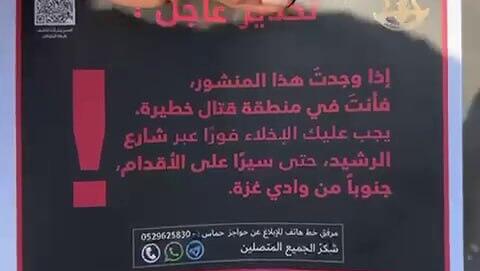 تحذير عاجل !
إذا وجدتَ هذا المنشور،
فأنتَ في منطقة قتال خطيرة.
يجب عليك الإخلاء فورًا عبر شارع
الرشيد، حتى سيرًا على الأقدام،
جنوباً من وادي غزة.
مرفق خط هاتف للإبلاغ عن حواجز حماس : - 0529625830
شكرً الجميع المتصلين